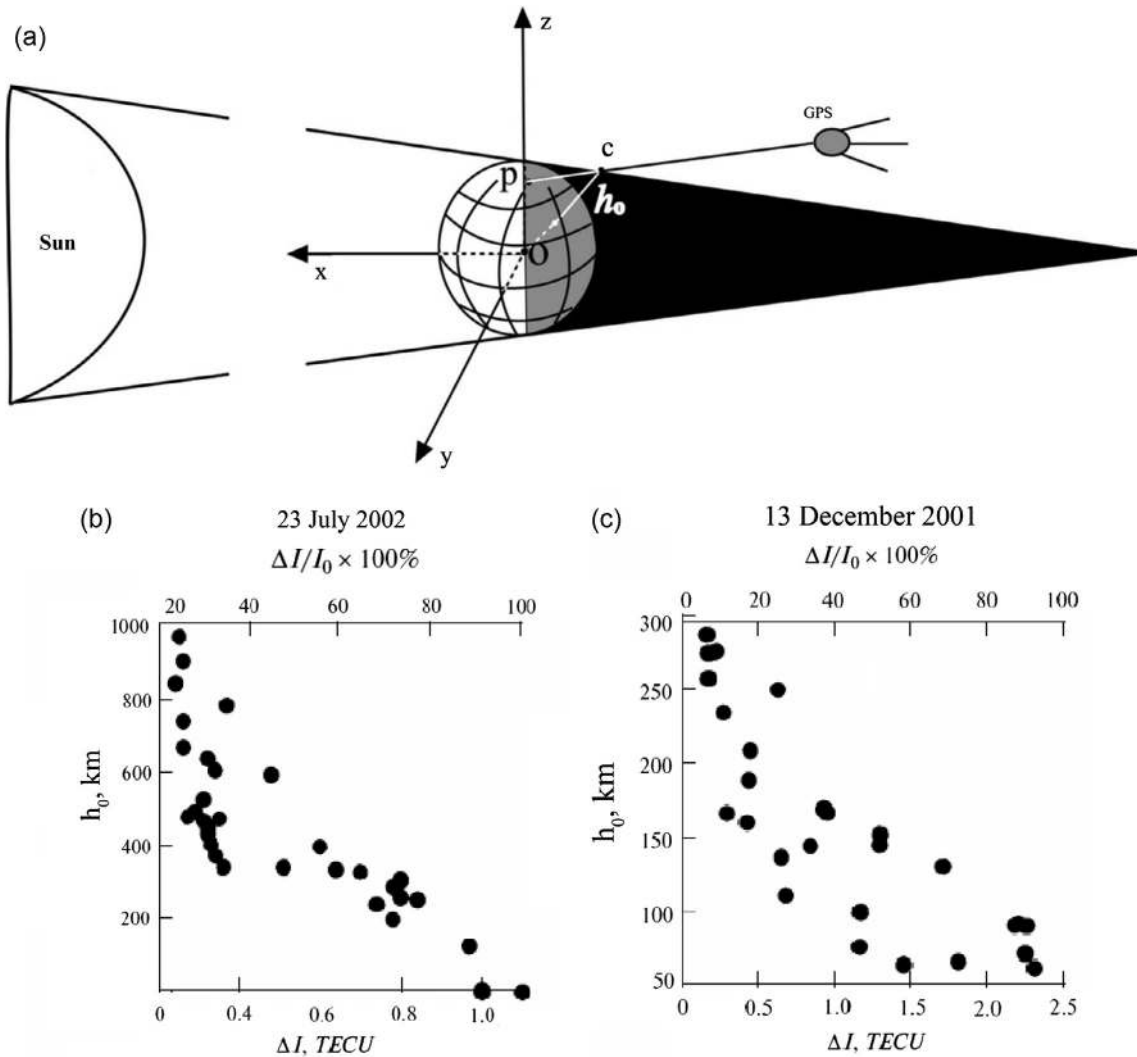 (a)
z
GPS
c
P
h₀
Sun
O
x
y
(b)
23 July 2002
ΔI/I₀ × 100%
20 40 60 80 100
1000
800
600
400
200
h₀, km
0 0.4 0.6 0.8 1.0
ΔI, TECU
(c)
13 December 2001
ΔI/I₀ × 100%
0 20 40 60 80 100
300
250
200
150
100
50
h₀, km
0 0.5 1.0 1.5 2.0 2.5
ΔI, TECU